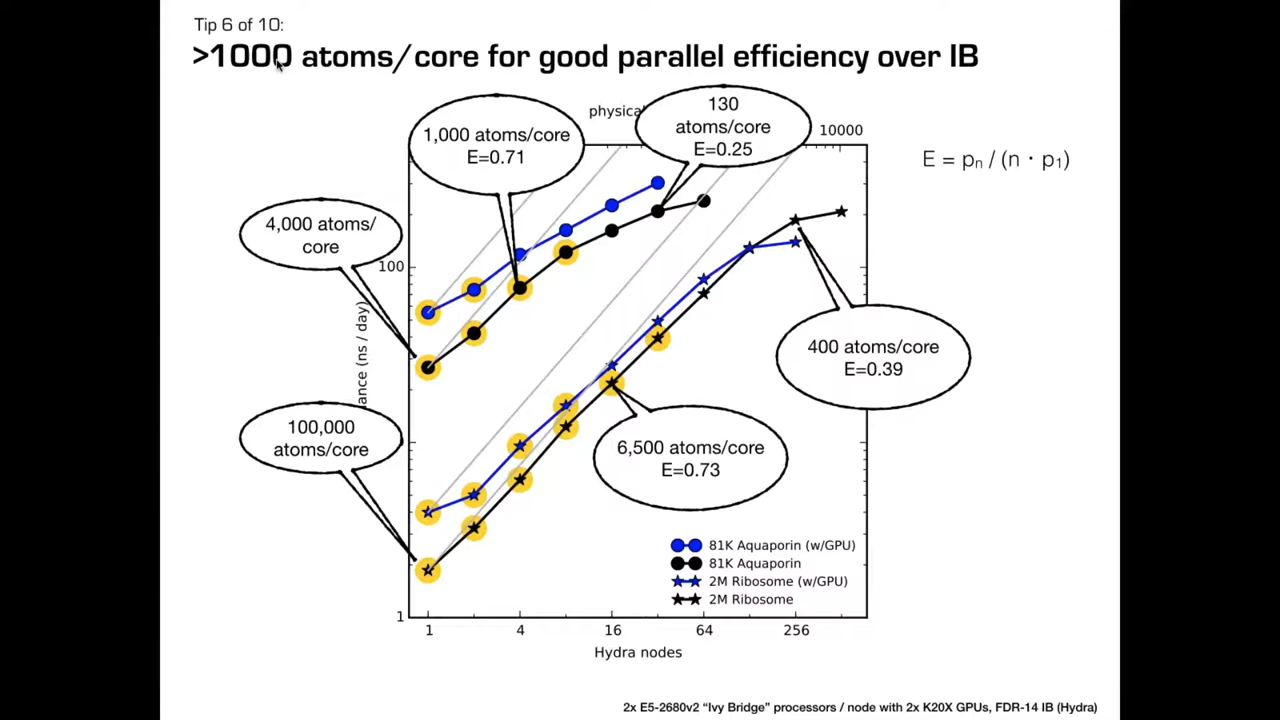 Tip 6 of 10:
>1000 atoms/core for good parallel efficiency over IB
130
atoms/core
E=0.25
1,000 atoms/core
E=0.71
10000
E = pn / (n · p1)
4,000 atoms/
core
100
ns / day)
400 atoms/core
E=0.39
100,000
atoms/core
6,500 atoms/core
E=0.73
81K Aquaporin (w/GPU)
81K Aquaporin
2M Ribosome (w/GPU)
2M Ribosome
1
1 4 16 64 256
Hydra nodes
2x E5-2680v2 “Ivy Bridge” processors / node with 2x K20X GPUs, FDR-14 IB (Hydra)